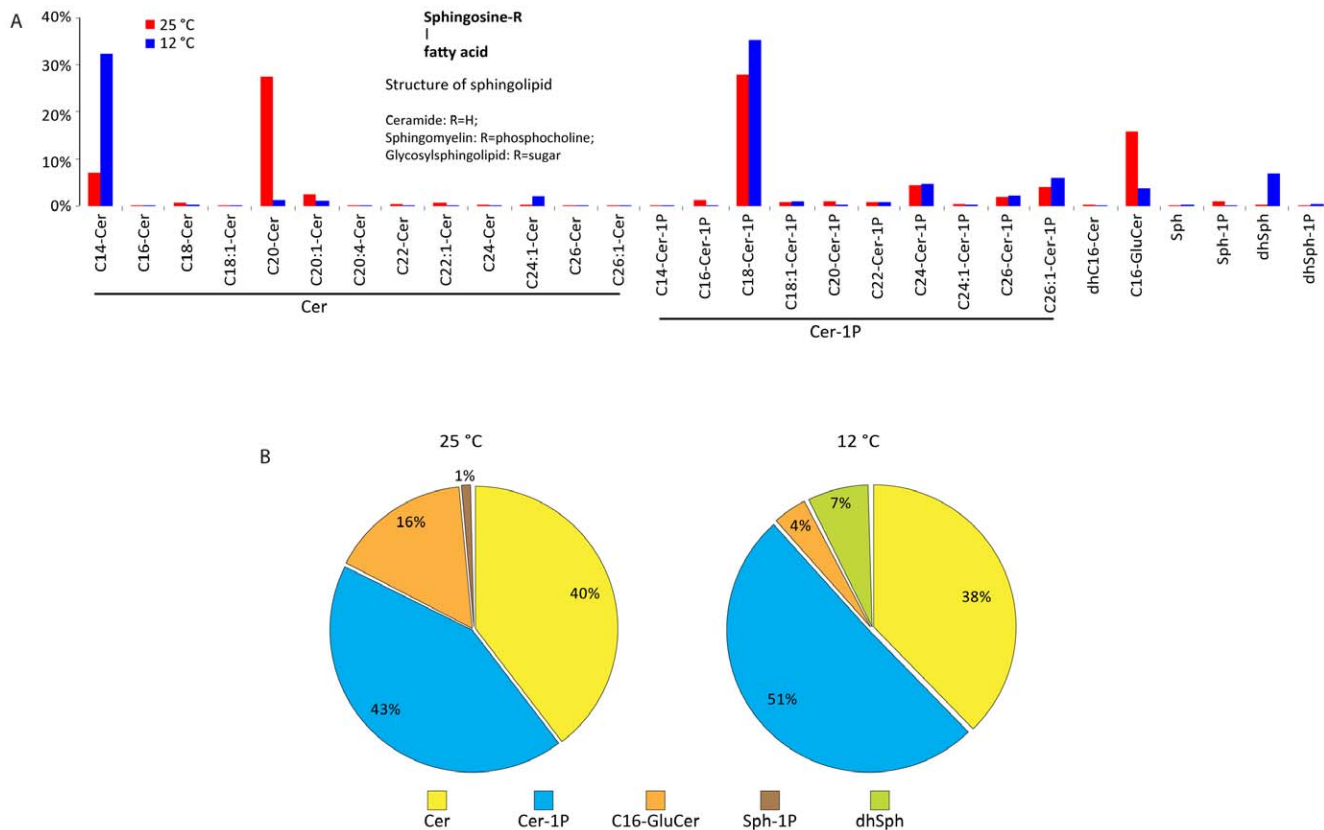 A
40%
30%
20%
10%
0%
25 °C
12 °C
Sphingosine-R
fatty acid
Structure of sphingolipid
Ceramide: R=H;
Sphingomyelin: R=phosphocholine;
Glycosylsphingolipid: R=sugar
C14-Cer
C16-Cer
C18-Cer
C18:1-Cer
C20-Cer
C20:1-Cer
C20:4-Cer
C22-Cer
C22:1-Cer
C24-Cer
C24:1-Cer
C26-Cer
C26:1-Cer
C14-Cer-1P
C16-Cer-1P
C18-Cer-1P
C18:1-Cer-1P
C20-Cer-1P
C22-Cer-1P
C24-Cer-1P
C24:1-Cer-1P
C26-Cer-1P
C26:1-Cer-1P
dhC16-Cer
C16-GluCer
Sph
Sph-1P
dhSph
dhSph-1P
Cer
Cer-1P
B
25 °C
1%
16%
40%
43%
12 °C
7%
4%
38%
51%
Cer
Cer-1P
C16-GluCer
Sph-1P
dhSph